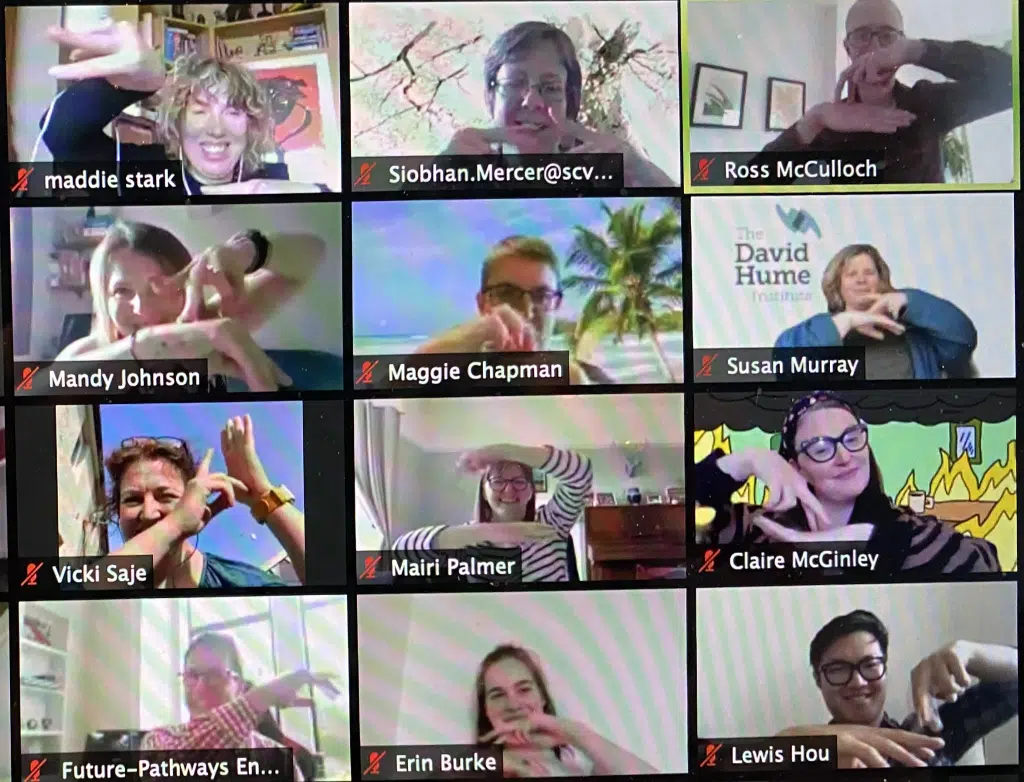 maddie stark
Siobhan.Mercer@scv...
Ross McCulloch
Mandy Johnson
Maggie Chapman
The
David
Hume
Institute
Susan Murray
Vicki Saje
Mairi Palmer
Claire McGinley
Future-Pathways En...
Erin Burke
Lewis Hou